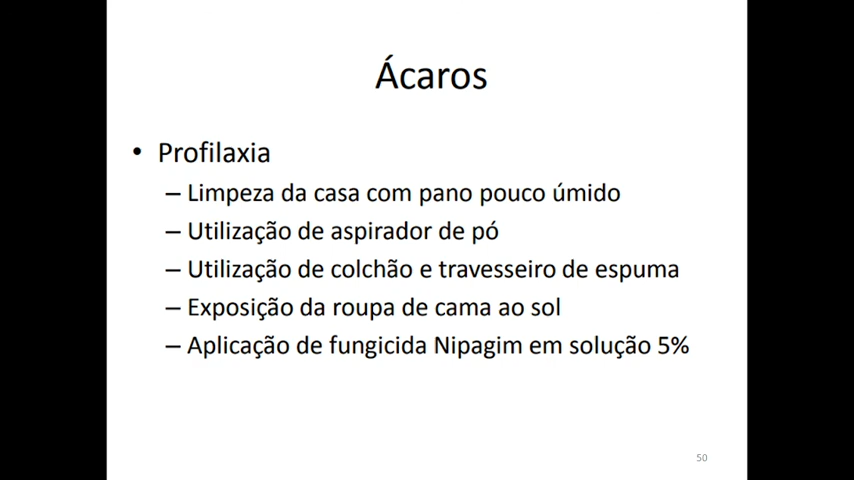 Ácaros
• Profilaxia
– Limpeza da casa com pano pouco úmido
– Utilização de aspirador de pó
– Utilização de colchão e travesseiro de espuma
– Exposição da roupa de cama ao sol
– Aplicação de fungicida Nipagim em solução 5%
50